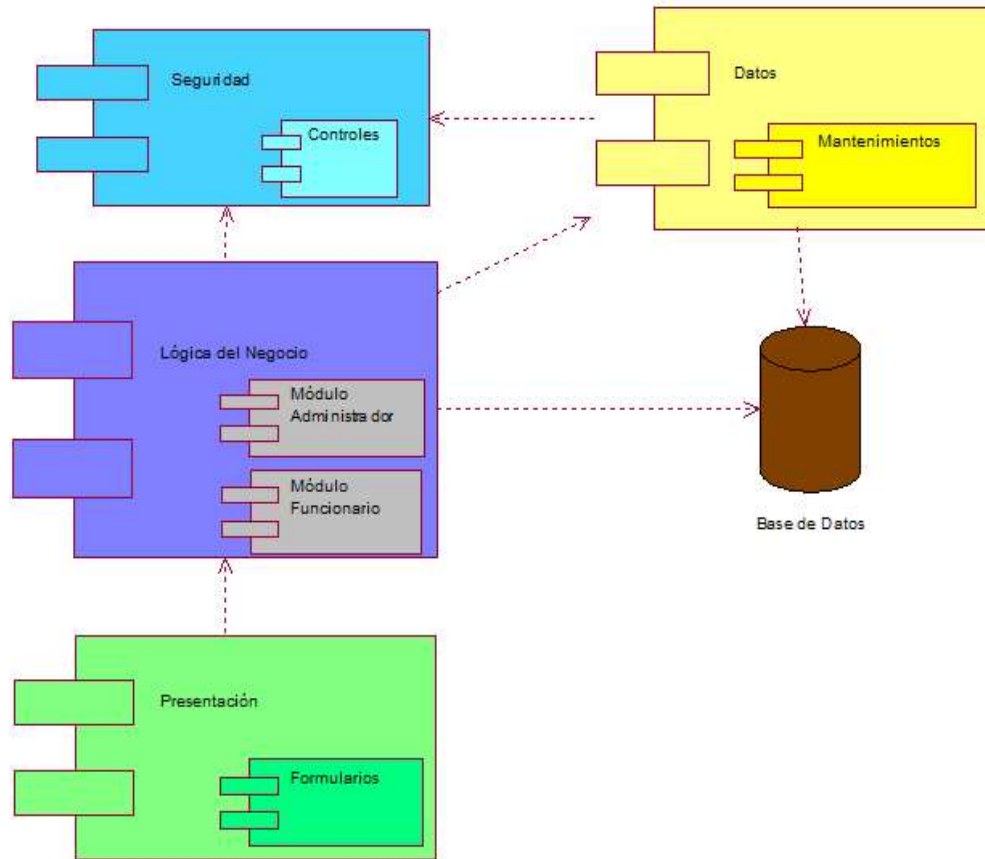 Seguridad
Controles
Datos
Mantenimientos
Lógica del Negocio
Módulo
Administrador
Módulo
Funcionario
Base de Datos
Presentación
Formularios